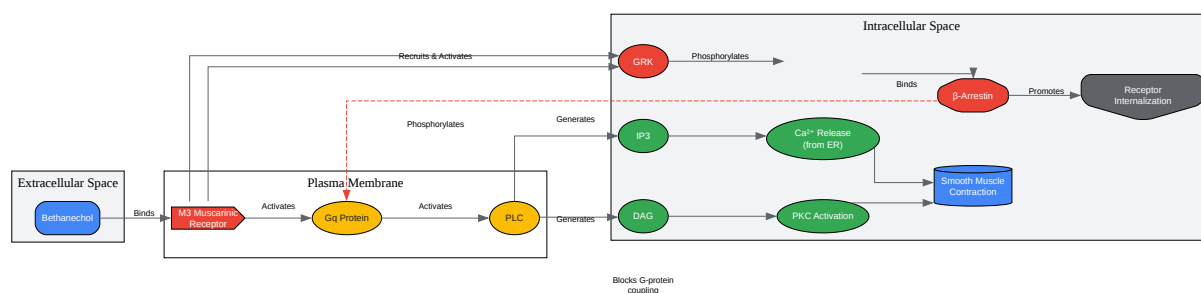 Intracellular Space
Recruits & Activates
GRK
Phosphorylates
Binds
β-Arrestin
Promotes
Receptor
Internalization
Phosphorylates
Generates
IP3
Ca²⁺ Release
(from ER)
Extracellular Space
Plasma Membrane
Smooth Muscle
Contraction
Bethanechol
Binds
M3 Muscarinic
Receptor
Activates
Gq Protein
Activates
PLC
Generates
DAG
PKC Activation
Blocks G-protein
coupling